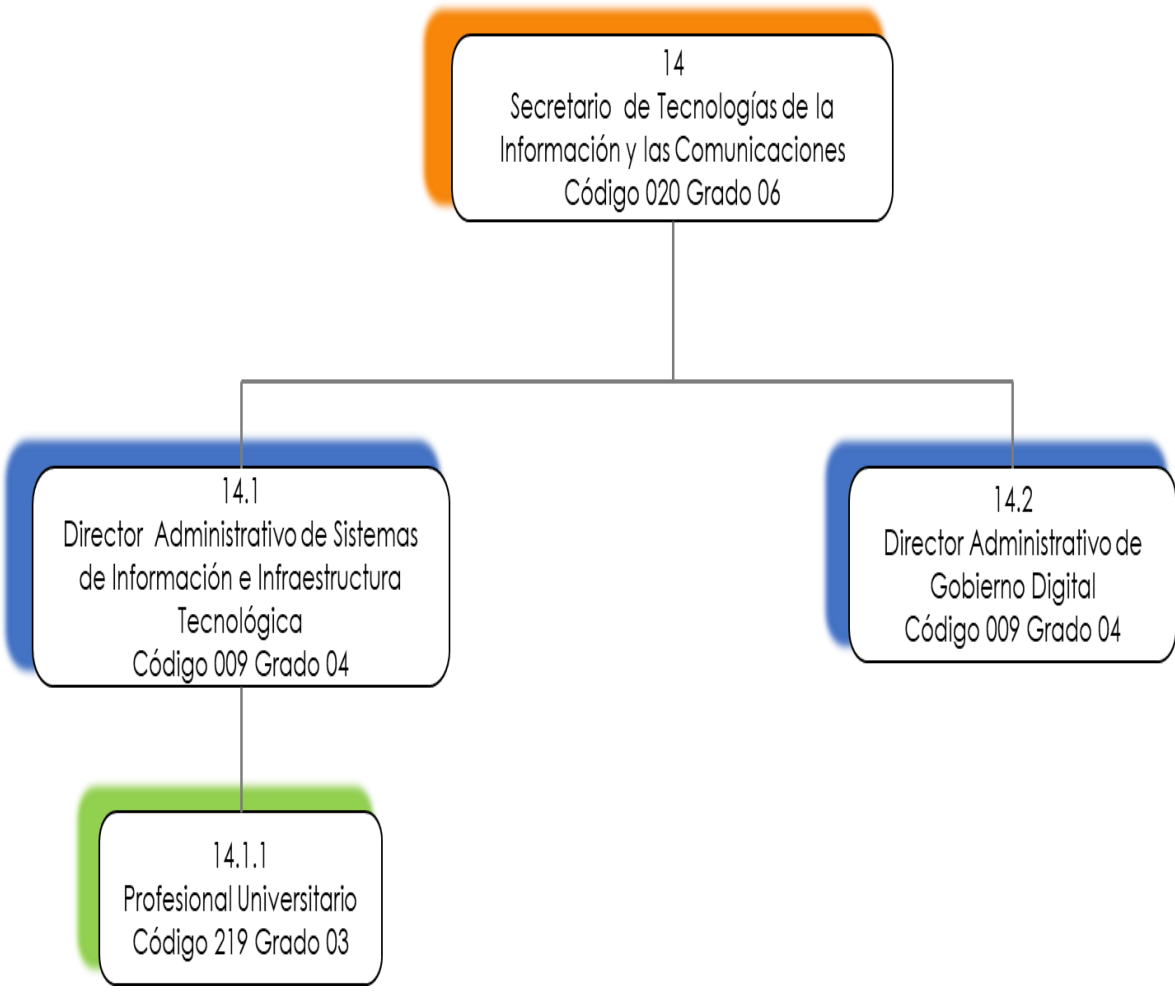 14
Secretario de Tecnologías de la
Información y las Comunicaciones
Código 020 Grado 06
14.1
Director Administrativo de Sistemas
de Información e Infraestructura
Tecnológica
Código 009 Grado 04
14.2
Director Administrativo de
Gobierno Digital
Código 009 Grado 04
14.1.1
Profesional Universitario
Código 219 Grado 03